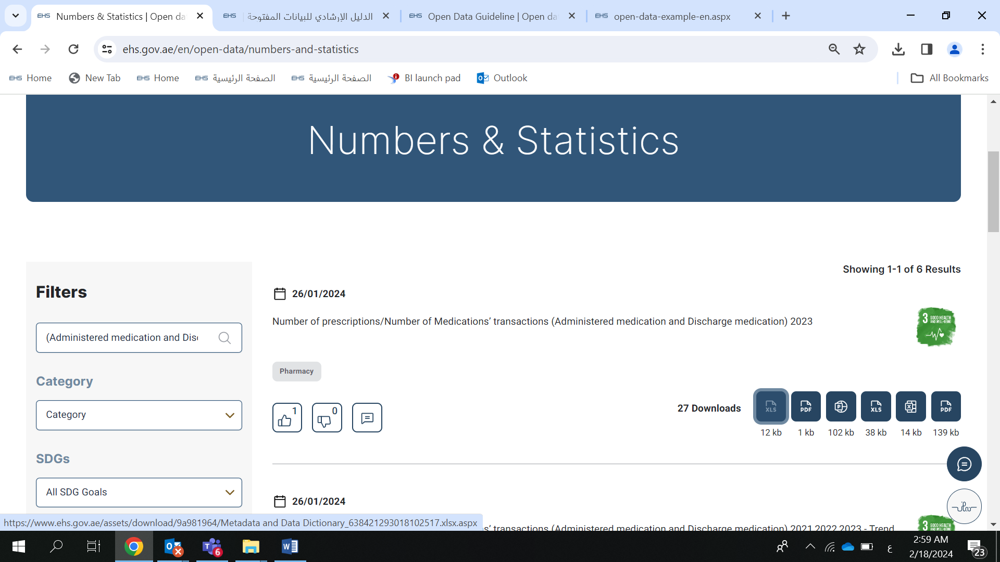 Numbers & Statistics | Open da
EHS الدليل الإرشادي للبيانات المفتوحة
EHS Open Data Guideline | Open da
open-data-example-en.aspx
ehs.gov.ae/en/open-data/numbers-and-statistics
Home
New Tab
Home
الصفحة الرئيسية
الصفحة الرئيسية
BI launch pad
Outlook
All Bookmarks
Numbers & Statistics
Showing 1-1 of 6 Results
Filters
26/01/2024
Number of prescriptions/Number of Medications’ transactions (Administered medication and Discharge medication) 2023
3 GOOD HEALTH AND WELL-BEING
(Administered medication and Disc
Pharmacy
Category
Category
1
0
27 Downloads
XLS PDF P XLS X PDF
12 kb 1 kb 102 kb 38 kb 14 kb 139 kb
SDGs
All SDG Goals
26/01/2024
3 GOOD HEALTH AND WELL-BEING
https://www.ehs.gov.ae/assets/download/9a981964/Metadata and Data Dictionary_638421293018102517.xlsx.aspx
s’ transactions (Administered medication and Discharge medication) 2021,2022,2023 - Trend
6
ع
2:59 AM
2/18/2024
23